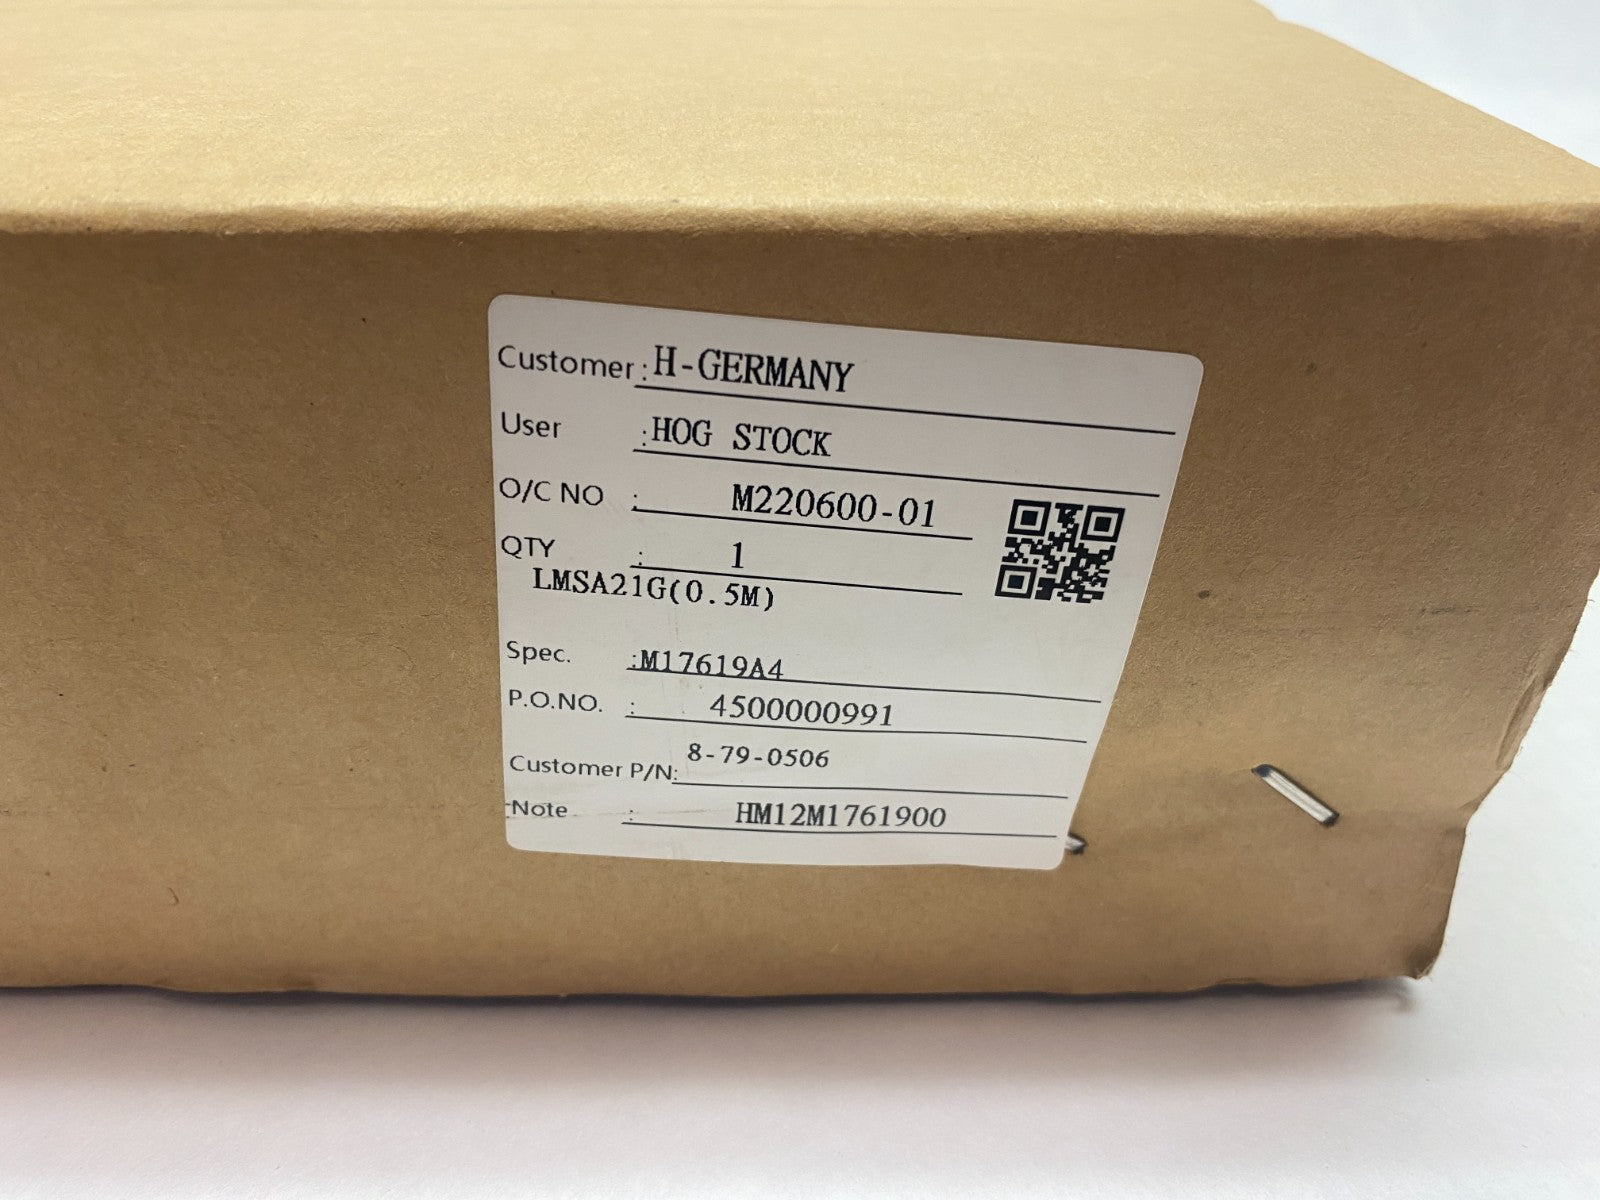 Customer : H-GERMANY
User : HOG STOCK
O/C NO : M220600-01
QTY : 1
LMSA21G(0.5M)
Spec. : M17619A4
P.O.NO. : 4500000991
Customer P/N: 8-79-0506
Note : HM12M1761900